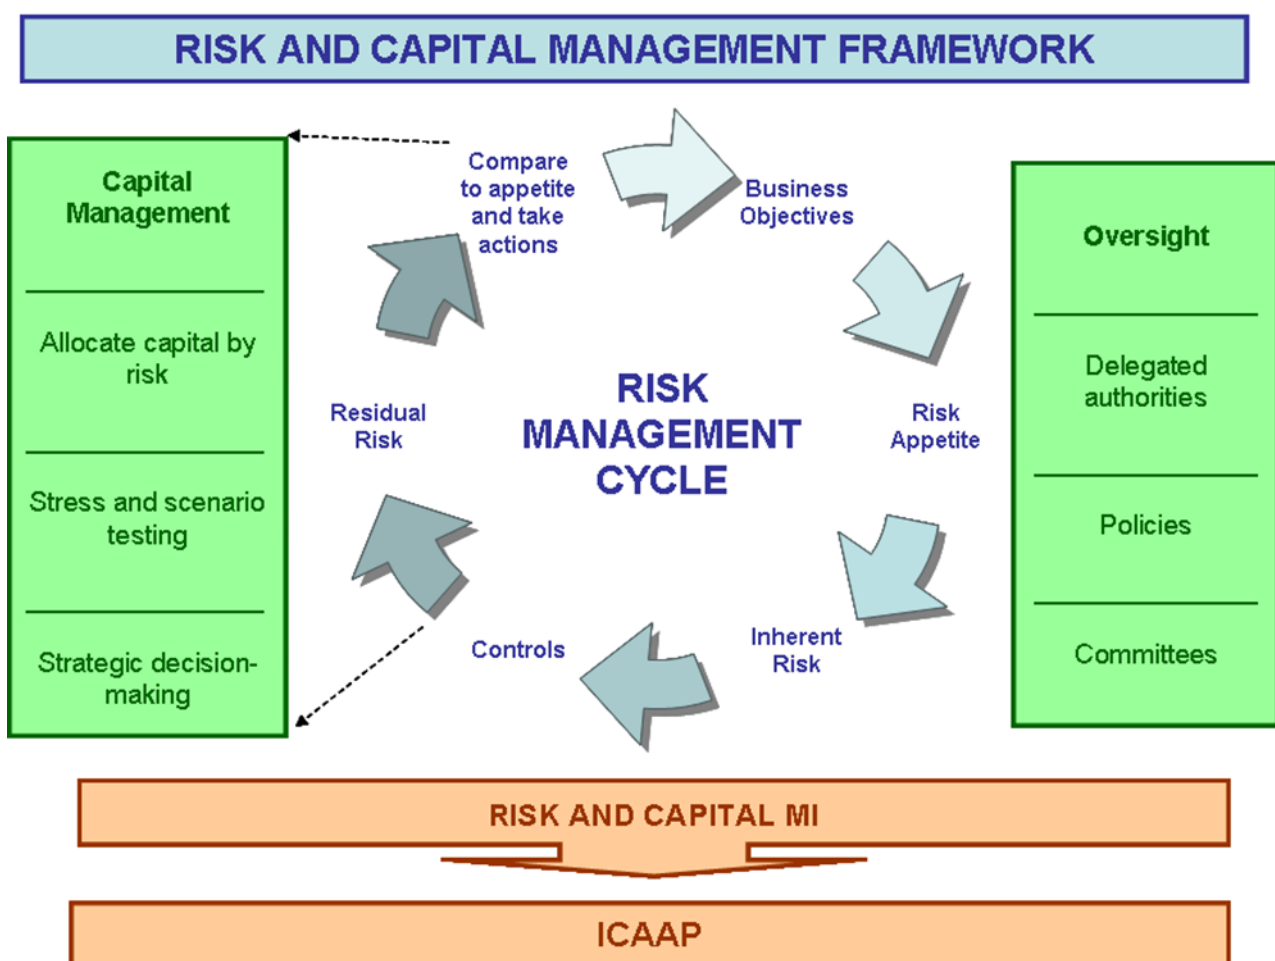 RISK AND CAPITAL MANAGEMENT FRAMEWORK
Capital
Management
Allocate capital by
risk
Stress and scenario
testing
Strategic decision-
making
Compare
to appetite
and take
actions
Business
Objectives
Risk
Appetite
Inherent
Risk
Controls
Residual
Risk
RISK
MANAGEMENT
CYCLE
Oversight
Delegated
authorities
Policies
Committees
RISK AND CAPITAL MI
ICAAP